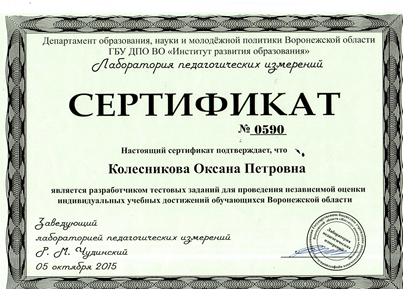 Департамент образования, науки и молодёжной политики Воронежской области
ГБУ ДПО ВО «Институт развития образования»
Лаборатория педагогических измерений
СЕРТИФИКАТ
№ 0590
Настоящий сертификат подтверждает, что
Колесникова Оксана Петровна
является разработчиком тестовых заданий для проведения независимой оценки
индивидуальных учебных достижений обучающихся Воронежской области
Заведующий
лабораторией педагогических измерений
Р. М. Чудинский
05 октября 2015